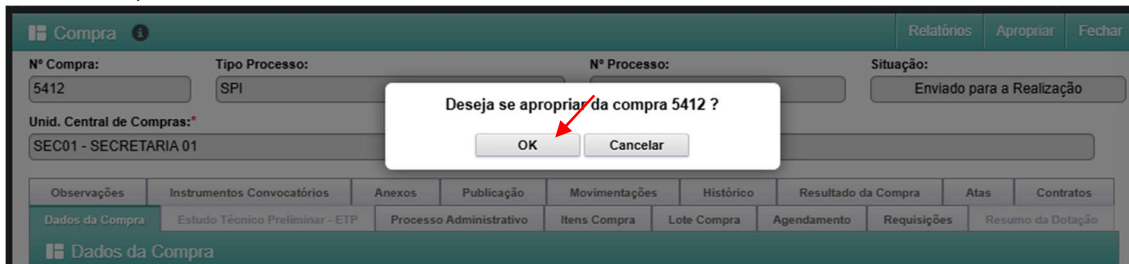 Compra
Relatórios Apropriar Fechar
Nº Compra: Tipo Processo: Nº Processo: Situação:
5412 SPI Enviado para a Realização
Deseja se apropriar da compra 5412 ?
Unid. Central de Compras:*
OK Cancelar
SEC01 - SECRETARIA 01
Observações Instrumentos Convocatórios Anexos Publicação Movimentações Histórico Resultado da Compra Atas Contratos
Dados da Compra Estudo Técnico Preliminar - ETP Processo Administrativo Itens Compra Lote Compra Agendamento Requisições Resumo da Dotação
Dados da Compra